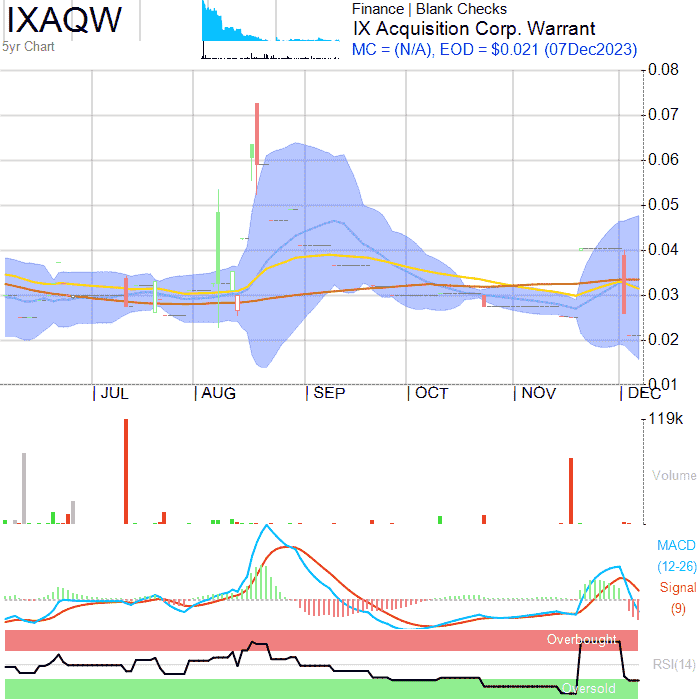 IXAQW
5yr Chart
Finance | Blank Checks
IX Acquisition Corp. Warrant
MC = (N/A), EOD = $0.021 (07Dec2023)
0.08
0.07
0.06
0.05
0.04
0.03
0.02
0.01
JUL AUG SEP OCT NOV DEC
119k
Volume
MACD
(12-26)
Signal
(9)
Overbought
RSI(14)
Oversold